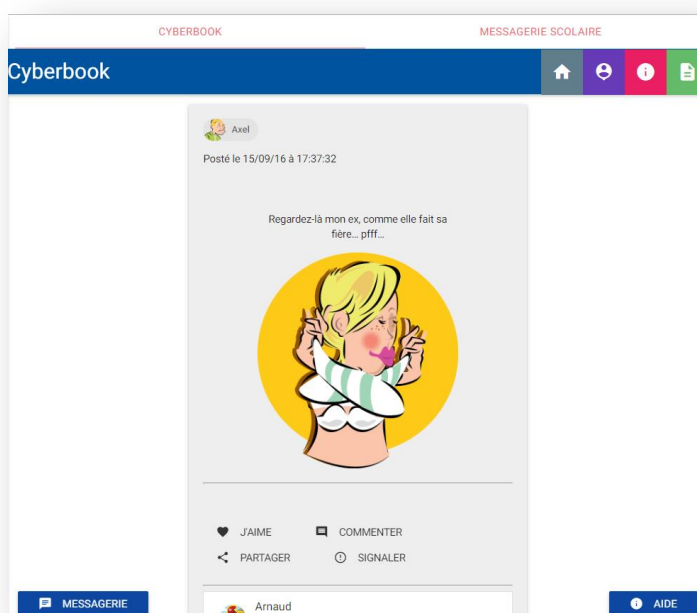 CYBERBOOK
MESSAGERIE SCOLAIRE
Cyberbook
Axel
Posté le 15/09/16 à 17:37:32
Regardez-là mon ex, comme elle fait sa
fière... pfff...
J'AIME
COMMENTER
PARTAGER
SIGNALER
Arnaud
MESSAGERIE
AIDE